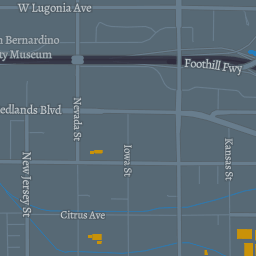 W Lugonia Ave
n Bernardino
ty Museum
Foothill Fwy
edlands Blvd
Nevada St
Iowa St
Kansas St
New Jersey St
Citrus Ave